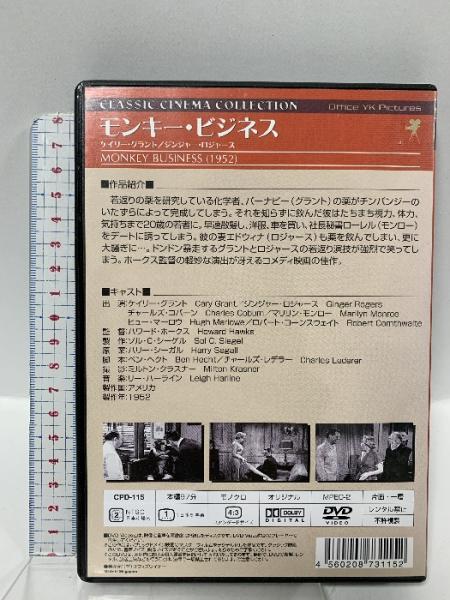 CLASSIC CINEMA COLLECTION
Office YK Pictures
モンキー・ビジネス
ケイリー・グラント／ジンジャー・ロジャース
MONKEY BUSINESS (1952)
■作品紹介■
若返りの薬を研究している化学者、バーナビー（グラント）の薬がチンパンジーの
いたずらによって完成してしまう。それを知らずに飲んだ彼はたちまち視力、体力、
気持ちまで20歳の若者に。早速散髪し、洋服、車を買い、社長秘書ローレル（モンロー）
をデートに誘ってしまう。彼の妻エドウィナ（ロジャース）も薬を飲んでしまい、更に
大騒ぎに…。ドンドン暴走するグラントとロジャースの若返り演技が強烈で笑ってし
まう。ホークス監督の軽妙な演出が冴えるコメディ映画の佳作。
■キャスト■
出 演：ケイリー・グラント Cary Grant／ジンジャー・ロジャース Ginger Rogers
チャールズ・コバーン Charles Coburn／マリリン・モンロー Marilyn Monroe
ヒュー・マーロウ Hugh Marlowe／ロバート・コーンスウェイト Robert Cornthwaite
監 督：ハワード・ホークス Howard Hawks
製 作：ソル・C・シーゲル Sol C. Siegel
原 案：ハリー・シーガル Harry Segall
脚 本：ベン・ヘクト Ben Hecht／チャールズ・レデラー Charles Lederer
撮 影：ミルトン・クラスナー Milton Krasner
音 楽：リー・ハーライン Leigh Harline
製作国：アメリカ
製作年：1952
CPD-115 本編97分 モノクロ オリジナル MPEG-2 片面・一層
2 NTSC 1 4:3 DOLBY DIGITAL DVD VIDEO レンタル禁止
不許複製
4 560208 731152